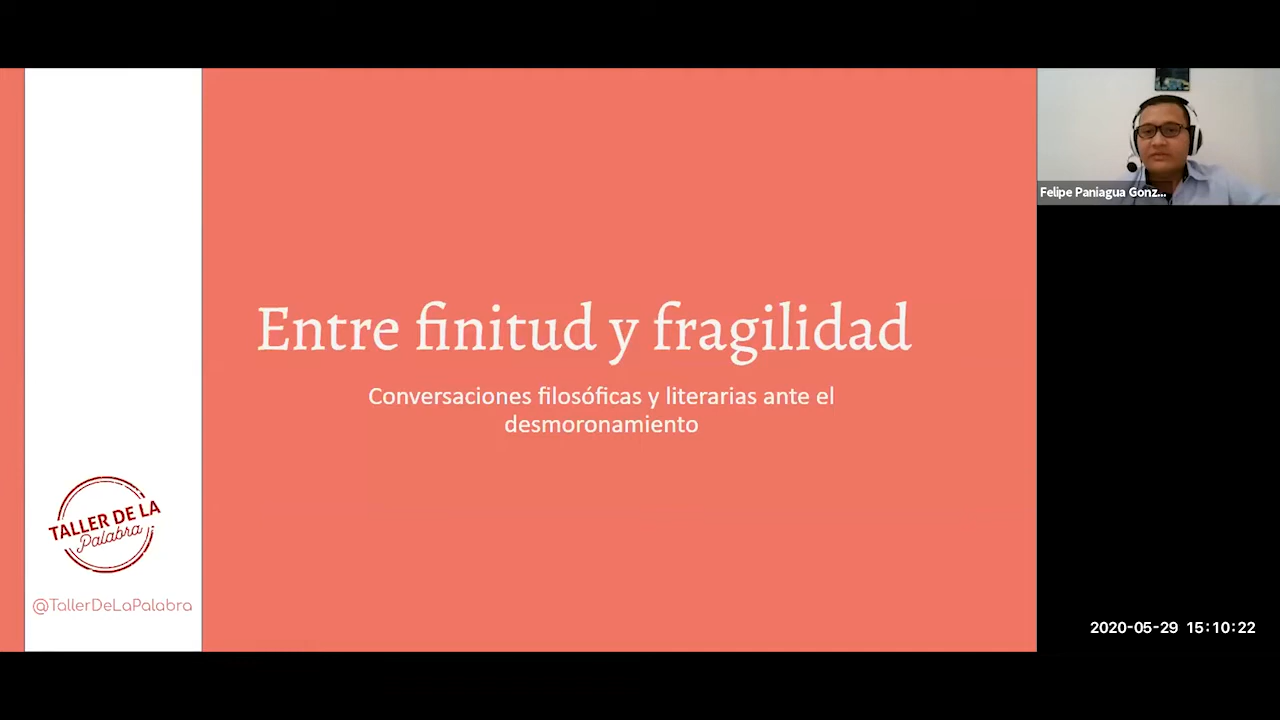 Entre finitud y fragilidad
Conversaciones filosóficas y literarias ante el
desmoronamiento
TALLER DE LA
Palabra
@TallerDeLaPalabra
Felipe Paniagua Gonz...
2020-05-29 15:10:22